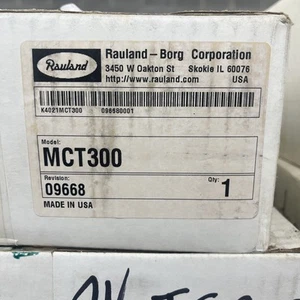 Rauland
Rauland-Borg Corporation
3450 W Oakton St Skokie IL 60076
http://www.rauland.com USA
K4021MCT300 096680001
Model:
MCT300
Revision: Qty:
09668 1
MADE IN USA